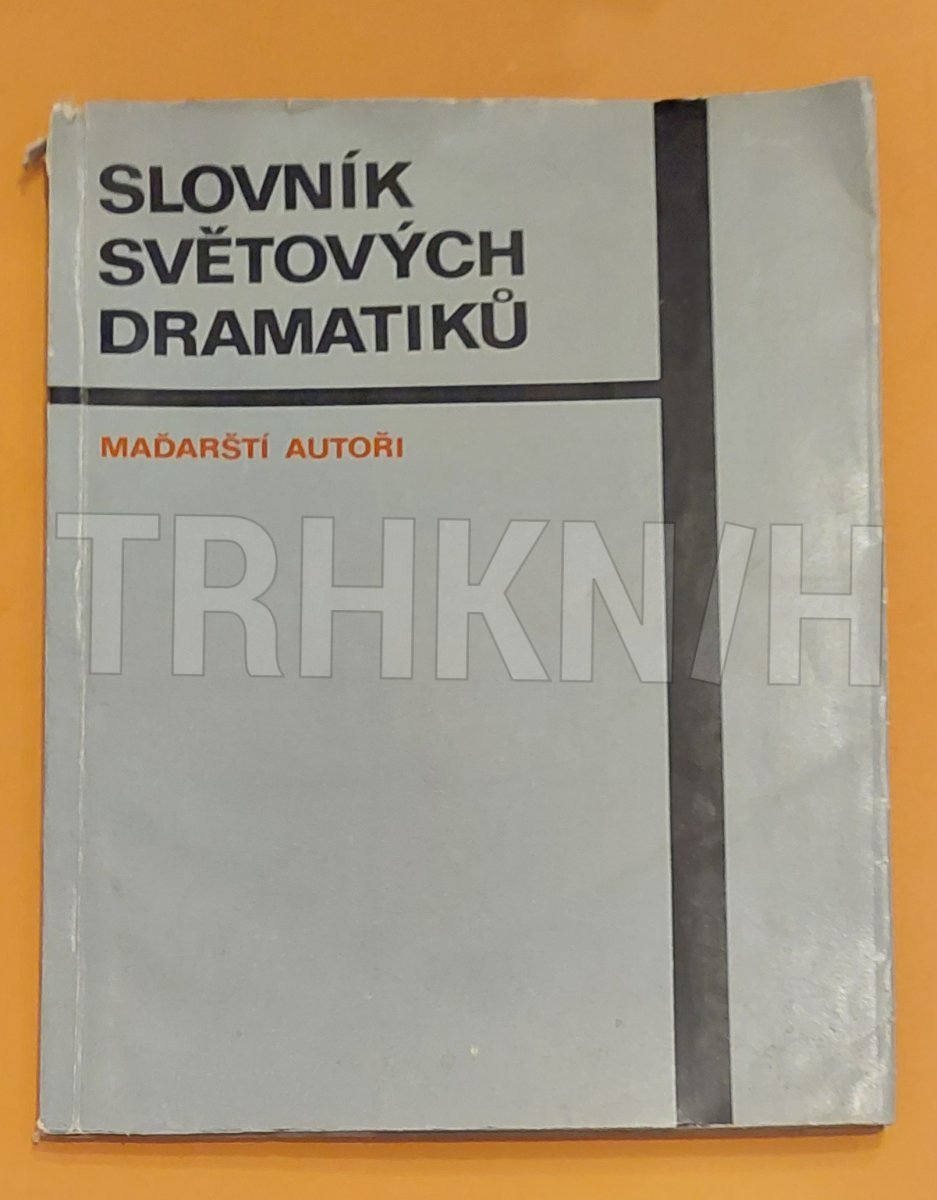 SLOVNÍK
SVĚTOVÝCH
DRAMATIKŮ
MAĎARŠTÍ AUTOŘI
TRHKNIH